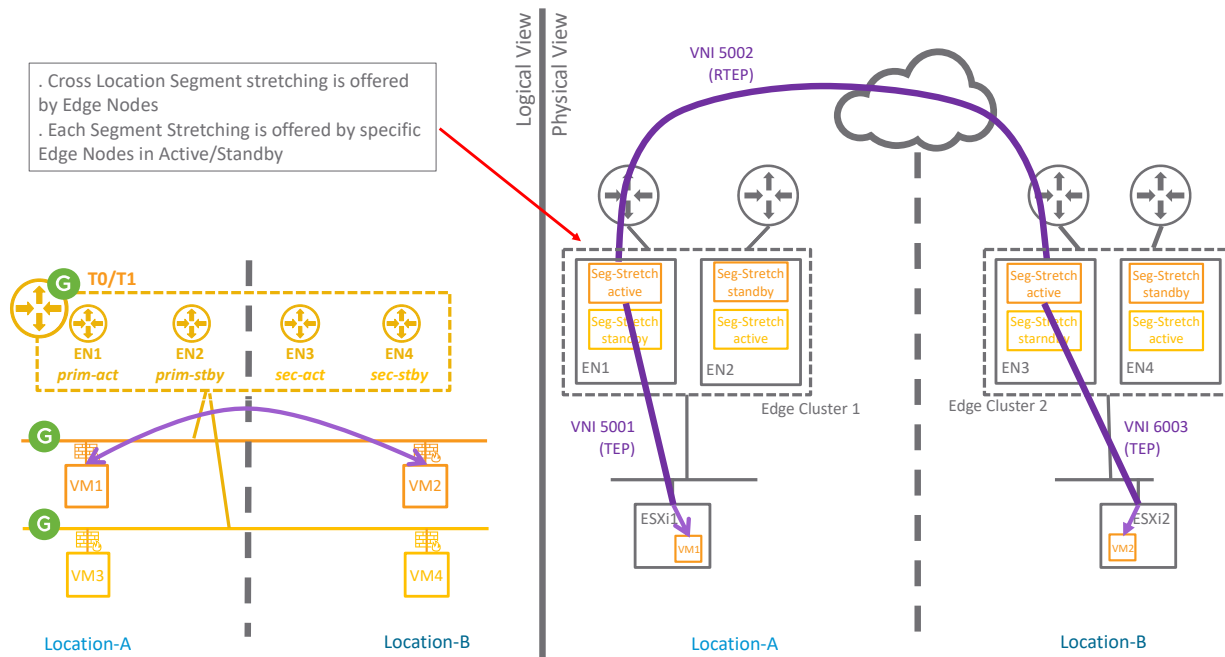 . Cross Location Segment stretching is offered
by Edge Nodes
. Each Segment Stretching is offered by specific
Edge Nodes in Active/Standby
G
T0/T1
EN1
prim-act
EN2
prim-stby
EN3
sec-act
EN4
sec-stby
G
VM1
VM2
G
VM3
VM4
Location-A
Location-B
Logical View
Physical View
VNI 5002
(RTEP)
Seg-Stretch
active
Seg-Stretch
standby
EN1
Seg-Stretch
standby
Seg-Stretch
active
EN2
Edge Cluster 1
Seg-Stretch
active
Seg-Stretch
starndby
EN3
Seg-Stretch
standby
Seg-Stretch
active
EN4
Edge Cluster 2
VNI 5001
(TEP)
VNI 6003
(TEP)
ESXi1
VM1
ESXi2
VM2
Location-A
Location-B